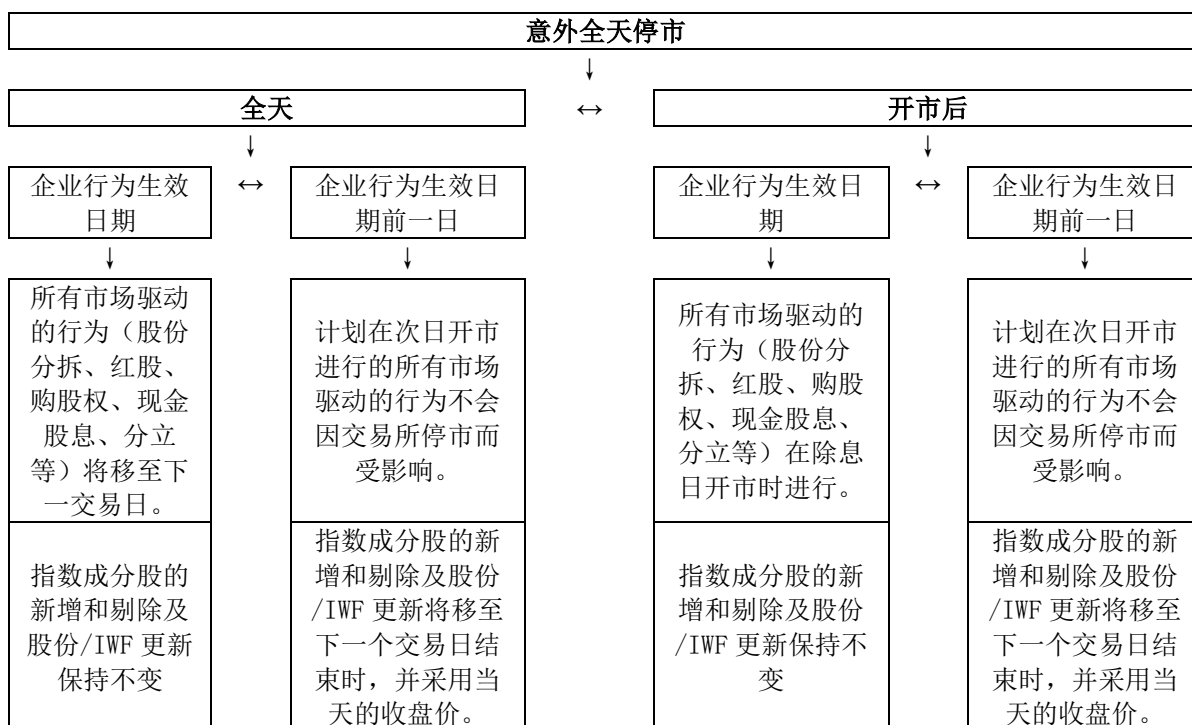 意外全天停市
↓
全天
↔
开市后
↓
↓
企业行为生效
日期
↔
企业行为生效日
期前一日
企业行为生效日
期
↔
企业行为生效日
期前一日
↓
↓
↓
↓
所有市场驱动
的行为（股份
分拆、红股、
购股权、现金
股息、分立
等）将移至下
一交易日。
计划在次日开市
进行的所有市场
驱动的行为不会
因交易所停市而
受影响。
所有市场驱动的
行为（股份分
拆、红股、购股
权、现金股息、
分立等）在除息
日开市时进行。
计划在次日开市
进行的所有市场
驱动的行为不会
因交易所停市而
受影响。
指数成分股的
新增和剔除及
股份/IWF 更新
保持不变
指数成分股的新
增和剔除及股份
/IWF 更新将移至
下一个交易日结
束时，并采用当
天的收盘价。
指数成分股的新
增和剔除及股份
/IWF 更新保持不
变
指数成分股的新
增和剔除及股份
/IWF 更新将移至
下一个交易日结
束时，并采用当
天的收盘价。